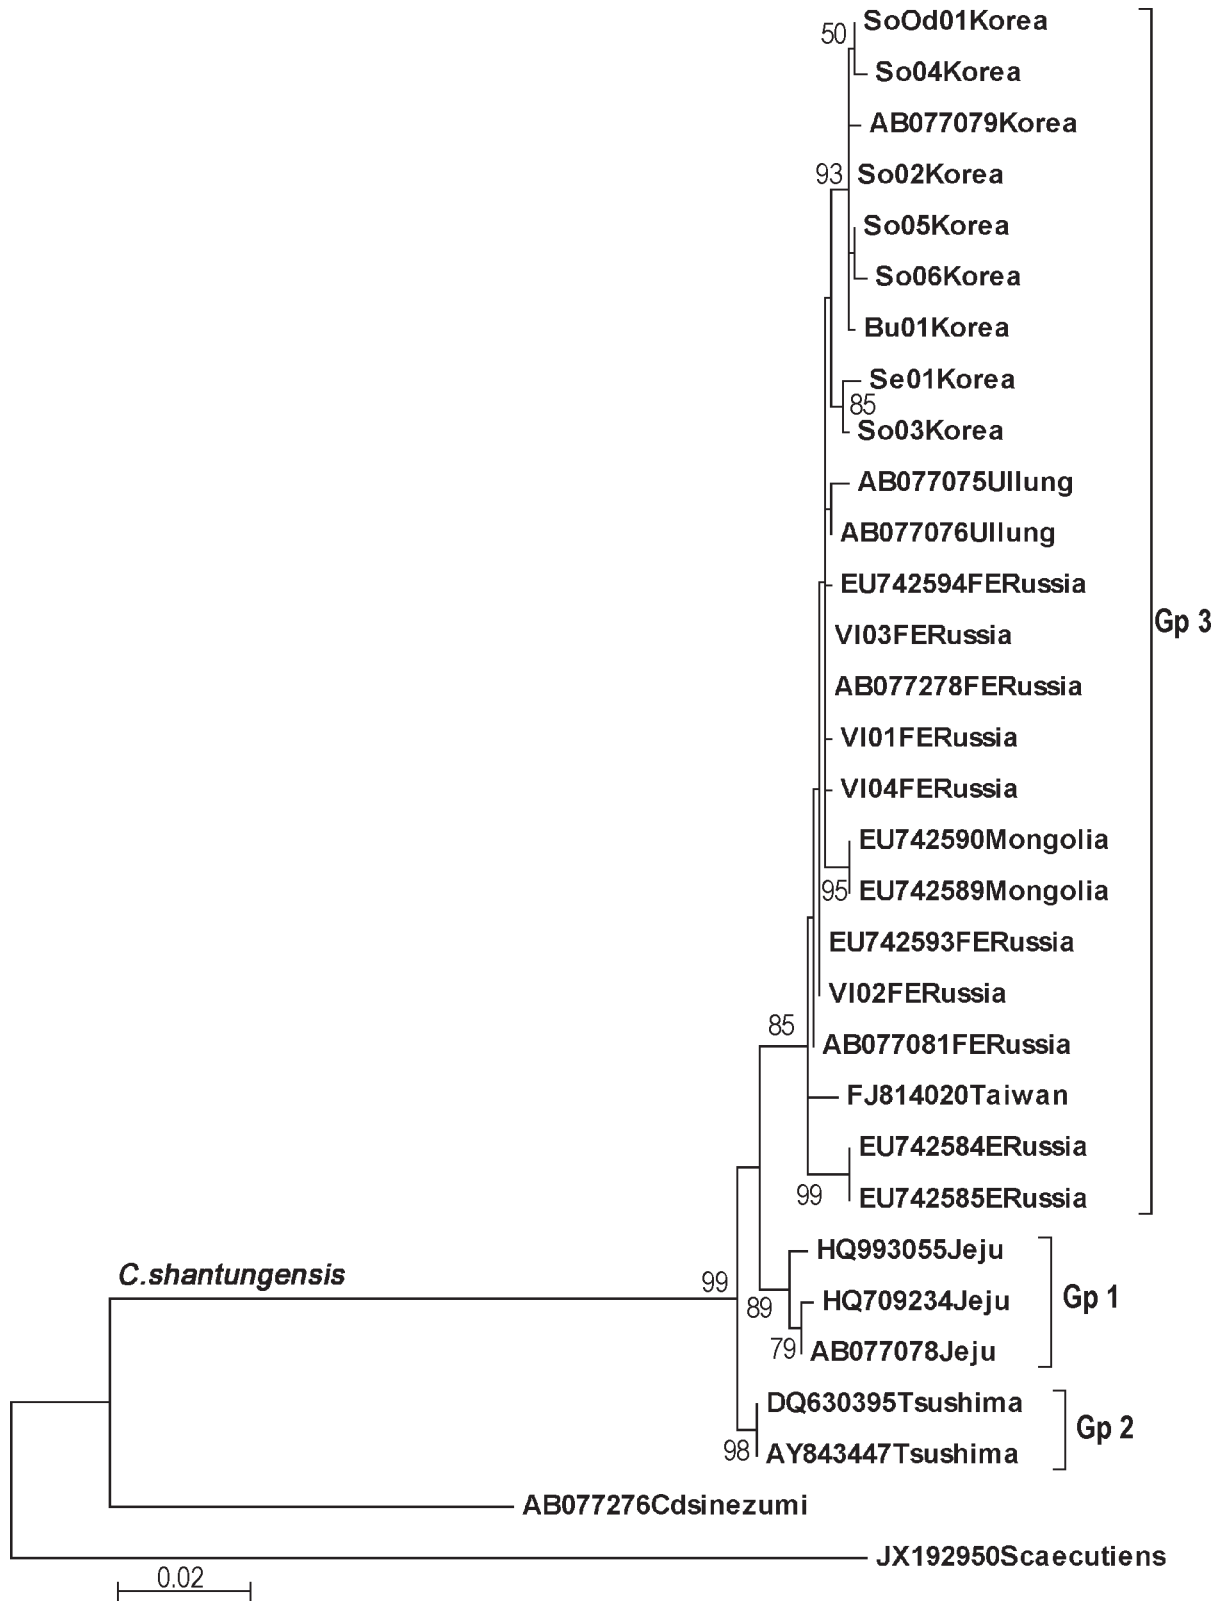 SoOd01Korea
50
So04Korea
AB077079Korea
93
So02Korea
So05Korea
So06Korea
Bu01Korea
Se01Korea
85
So03Korea
AB077075Ullung
AB077076Ullung
EU742594FERussia
Gp 3
VI03FERussia
AB077278FERussia
VI01FERussia
VI04FERussia
EU742590Mongolia
95
EU742589Mongolia
EU742593FERussia
VI02FERussia
85
AB077081FERussia
FJ814020Taiwan
EU742584ERussia
99
EU742585ERussia
HQ993055Jeju
C.shantungensis
99
89
HQ709234Jeju
Gp 1
79
AB077078Jeju
DQ630395Tsushima
Gp 2
98
AY843447Tsushima
AB077276Cdsinezumi
JX192950Scaecutiens
0.02